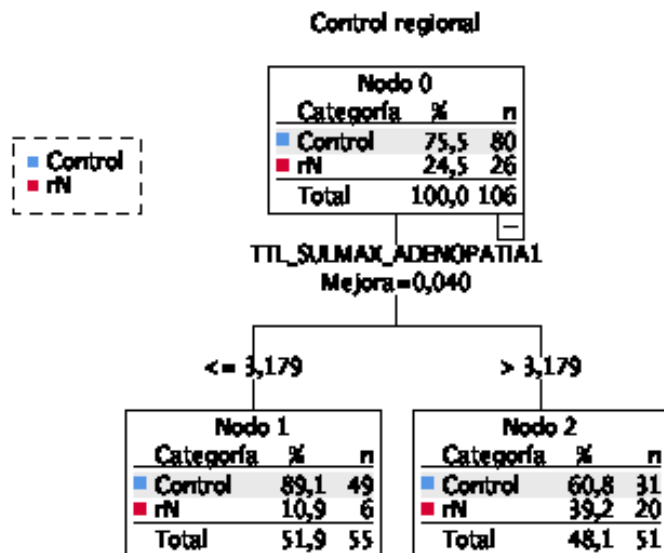 Control regional
Control
rN
Nodo 0
Categoría % n
Control 75,5 80
rN 24,5 26
Total 100,0 106
TTL_SULMAX_ADENOPATIA1
Mejora=0,040
<= 3,179
> 3,179
Nodo 1
Categoría % n
Control 89,1 49
rN 10,9 6
Total 51,9 55
Nodo 2
Categoría % n
Control 60,8 31
rN 39,2 20
Total 48,1 51